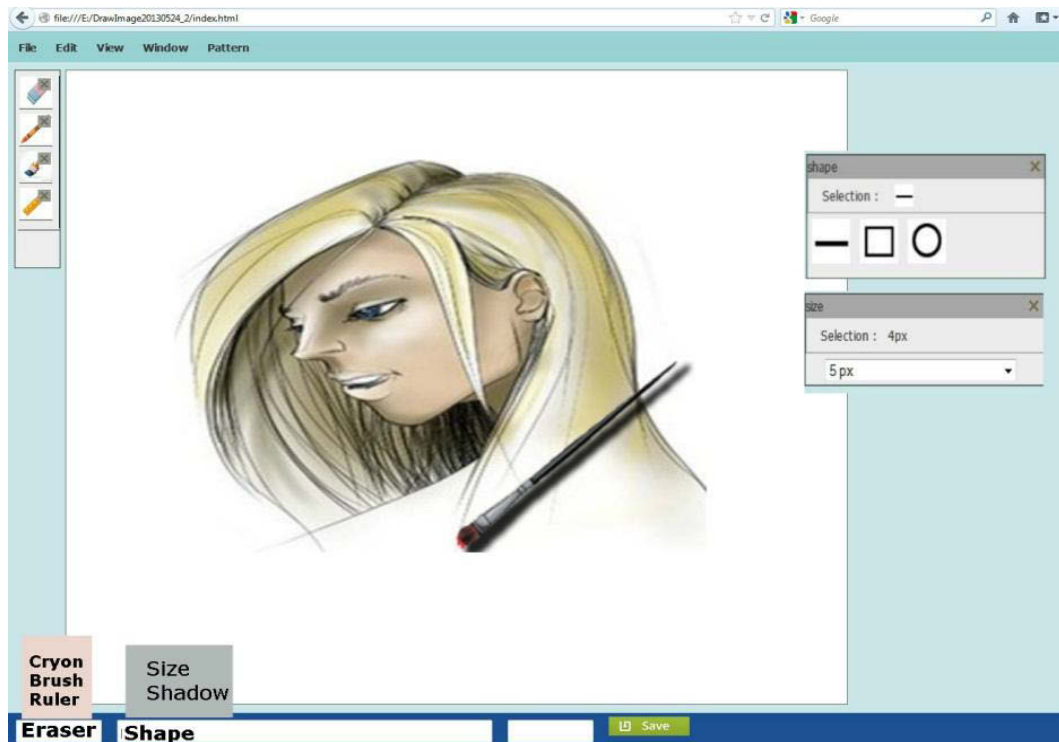 file:///E:/DrawImage20130524_2/index.html
Google
File Edit View Window Pattern
shape
Selection :
size
Selection : 4px
5 px
Cryon
Brush
Ruler
Size
Shadow
Eraser
Shape
Save